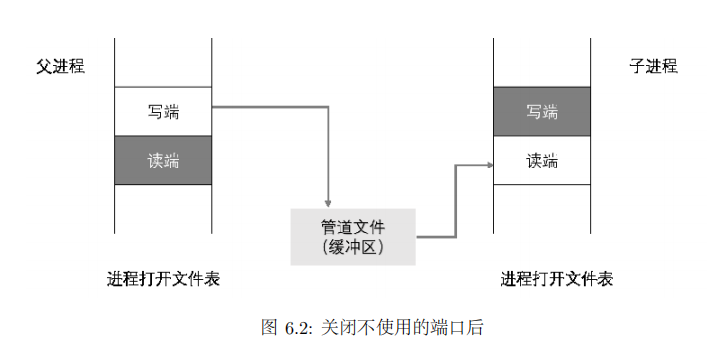 父进程
子进程
写端
写端
读端
读端
管道文件
（缓冲区）
进程打开文件表
进程打开文件表
图 6.2: 关闭不使用的端口后